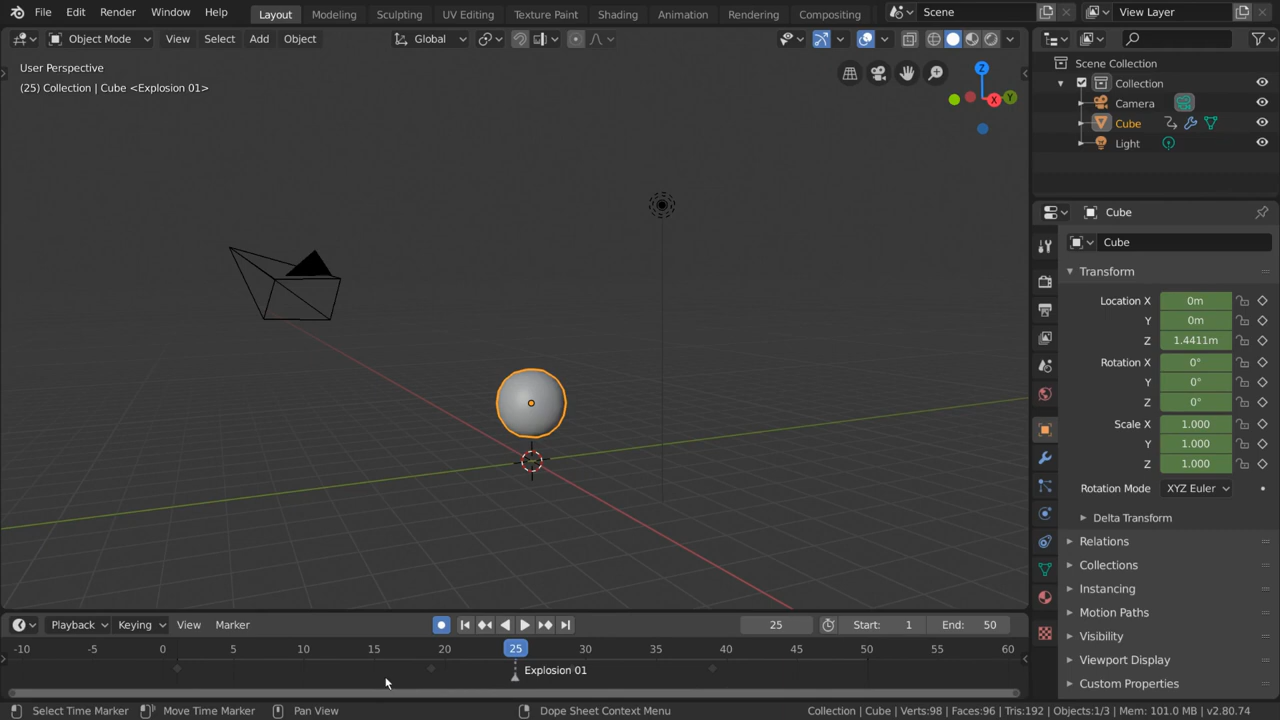 File Edit Render Window Help Layout Modeling Sculpting UV Editing Texture Paint Shading Animation Rendering Compositing Scene View Layer
Object Mode View Select Add Object Global
User Perspective
(25) Collection | Cube <Explosion 01>
Z
X Y
Scene Collection
Collection
Camera
Cube
Light
Cube
Cube
Transform
Location X 0m
Y 0m
Z 1.4411m
Rotation X 0°
Y 0°
Z 0°
Scale X 1.000
Y 1.000
Z 1.000
Rotation Mode XYZ Euler
Delta Transform
Relations
Collections
Instancing
Motion Paths
Visibility
Viewport Display
Custom Properties
Playback Keying View Marker 25 Start: 1 End: 50
-10 0 5 10 15 20 25 30 35 40 45 50 55 60
Explosion 01
Select Time Marker Move Time Marker Pan View Dope Sheet Context Menu Collection | Cube | Verts:98 | Faces:96 | Tris:192 | Objects:1/3 | Mem: 101.0 MB | v2.80.74